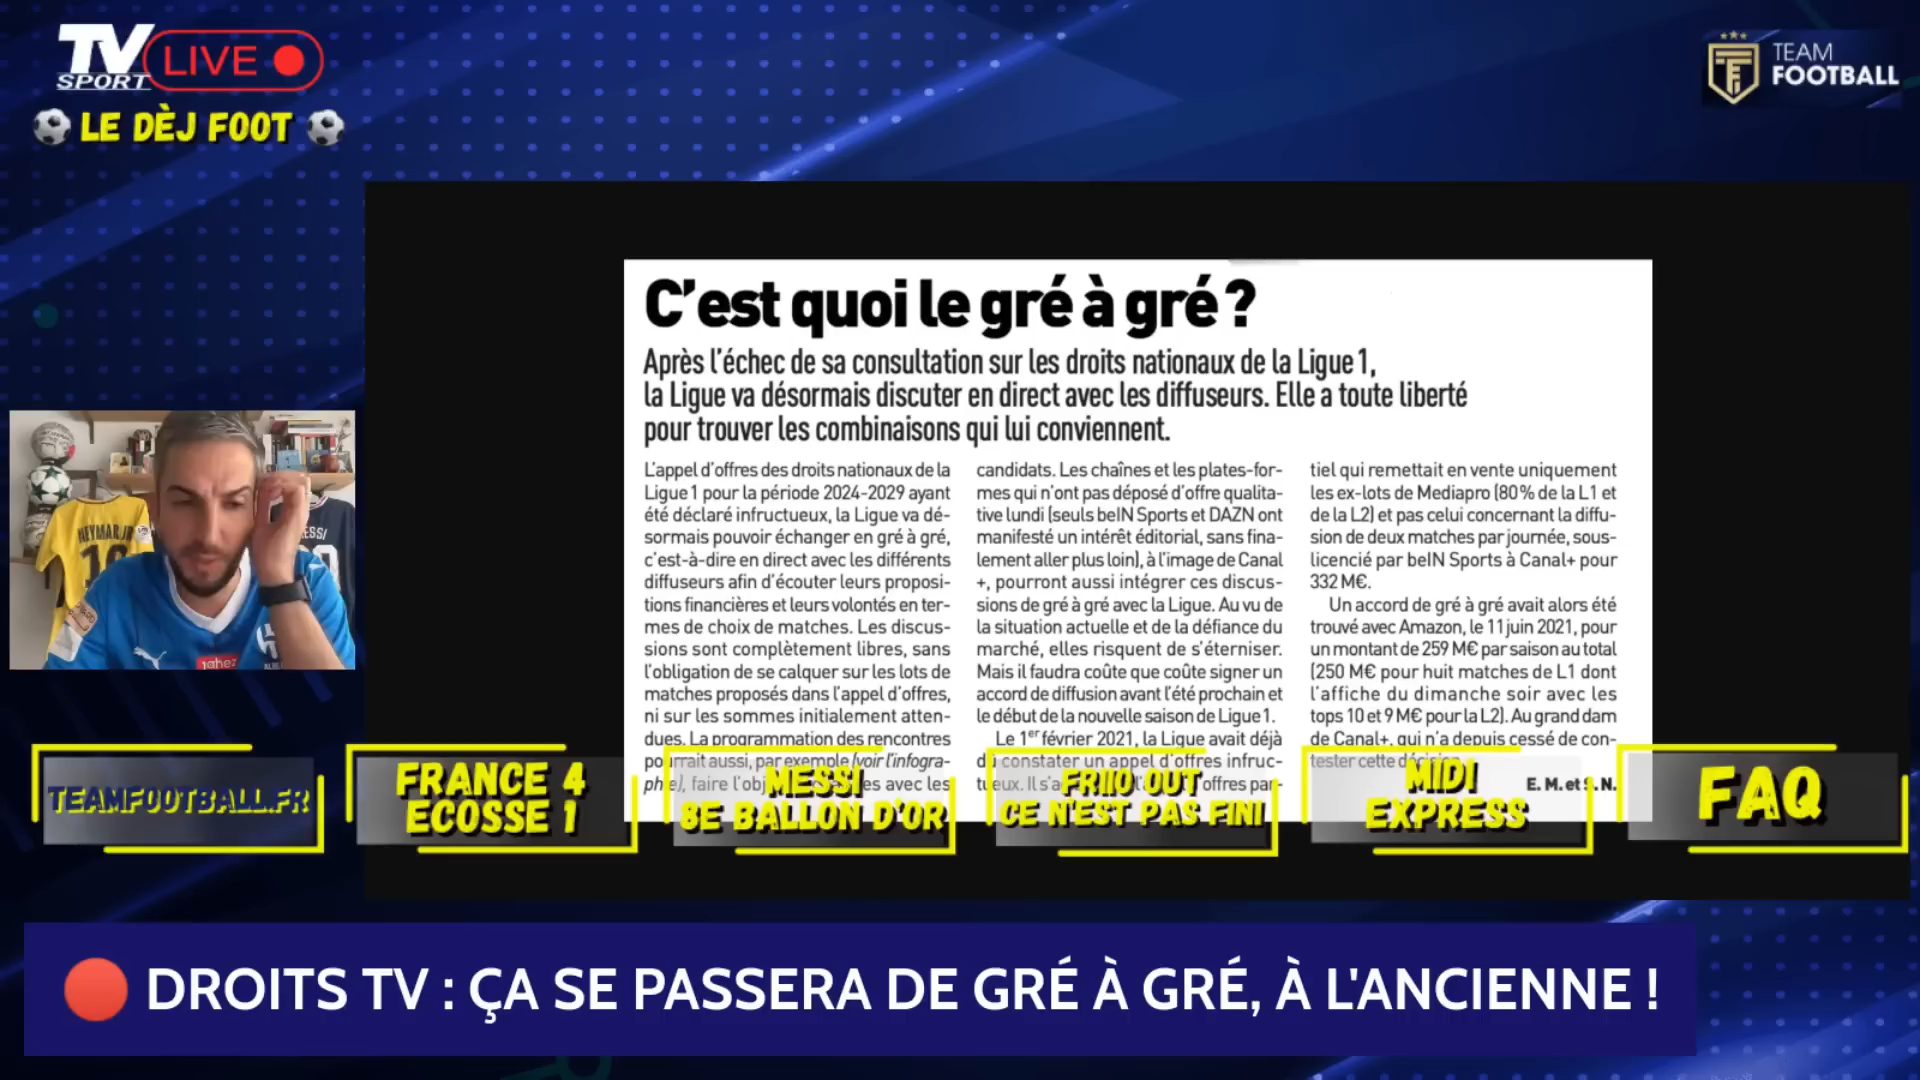 TV
SPORT
LIVE
LE DÈJ FOOT
TEAM
FOOTBALL
C'est quoi le gré à gré ?
Après l'échec de sa consultation sur les droits nationaux de la Ligue 1,
la Ligue va désormais discuter en direct avec les diffuseurs. Elle a toute liberté
pour trouver les combinaisons qui lui conviennent.
L'appel d'offres des droits nationaux de la
Ligue 1 pour la période 2024-2029 ayant
été déclaré infructueux, la Ligue va dé-
sormais pouvoir échanger en gré à gré,
c'est-à-dire en direct avec les différents
diffuseurs afin d'écouter leurs proposi-
tions financières et leurs volontés en ter-
mes de choix de matches. Les discus-
sions sont complètement libres, sans
l'obligation de se calquer sur les lots de
matches proposés dans l'appel d'offres,
ni sur les sommes initialement atten-
dues. La programmation des rencontres
pourrait aussi, par exemple (voir l'infogra-
phie), faire l'obj es avec les
candidats. Les chaînes et les plates-for-
mes qui n'ont pas déposé d'offre qualita-
tive lundi (seuls beIN Sports et DAZN ont
manifesté un intérêt éditorial, sans fina-
lement aller plus loin), à l'image de Canal
+, pourront aussi intégrer ces discus-
sions de gré à gré avec la Ligue. Au vu de
la situation actuelle et de la défiance du
marché, elles risquent de s'éterniser.
Mais il faudra coûte que coûte signer un
accord de diffusion avant l'été prochain et
le début de la nouvelle saison de Ligue 1.
Le 1er février 2021, la Ligue avait déjà
dû constater un appel d'offres infruc-
tueux. Il s'a offres par-
tiel qui remettait en vente uniquement
les ex-lots de Mediapro (80 % de la L1 et
de la L2) et pas celui concernant la diffu-
sion de deux matches par journée, sous-
licencié par beIN Sports à Canal+ pour
332 M€.
Un accord de gré à gré avait alors été
trouvé avec Amazon, le 11 juin 2021, pour
un montant de 259 M€ par saison au total
(250 M€ pour huit matches de L1 dont
l'affiche du dimanche soir avec les
tops 10 et 9 M€ pour la L2). Au grand dam
de Canal+, qui n'a depuis cessé de con-
tester cette décision.
E. M. et S. N.
NEYMAR JR
10
ESSI
jahez
TEAMFOOTBALL.FR
FRANCE 4
ECOSSE 1
MESSI
8E BALLON D'OR
FRIIO OUT
CE N'EST PAS FINI
MIDI
EXPRESS
FAQ
DROITS TV : ÇA SE PASSERA DE GRÉ À GRÉ, À L'ANCIENNE !